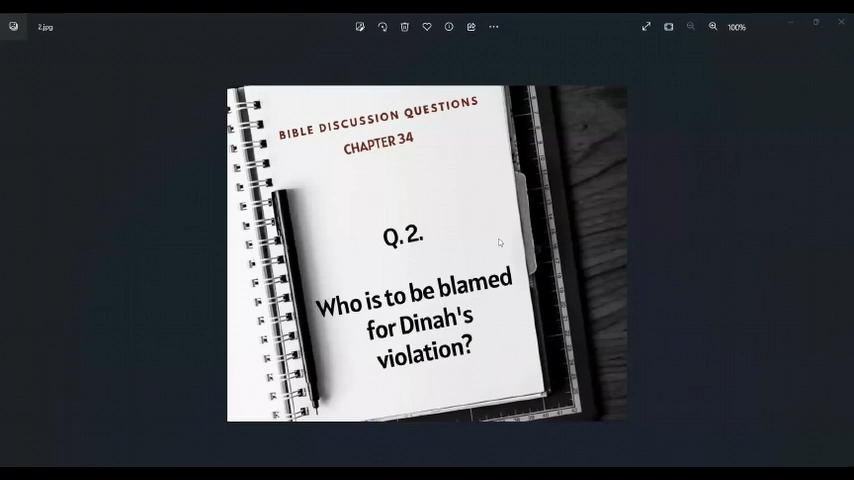 2.jpg
100%
BIBLE DISCUSSION QUESTIONS
CHAPTER 34
Q.2.
Who is to be blamed
for Dinah's
violation?